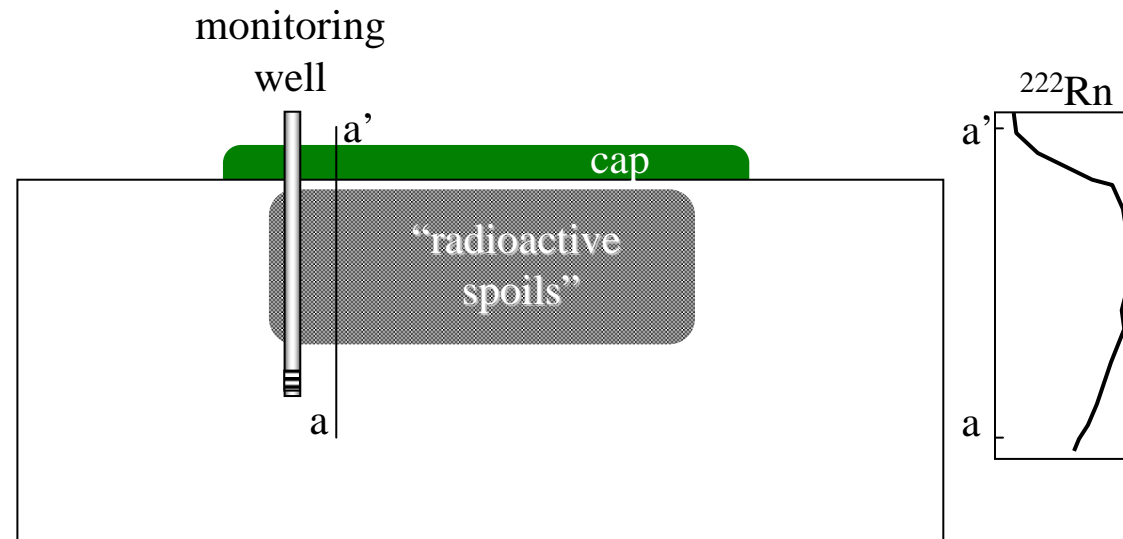 monitoring
well
²²²Rn
a’
a’
cap
“radioactive
spoils”
a
a